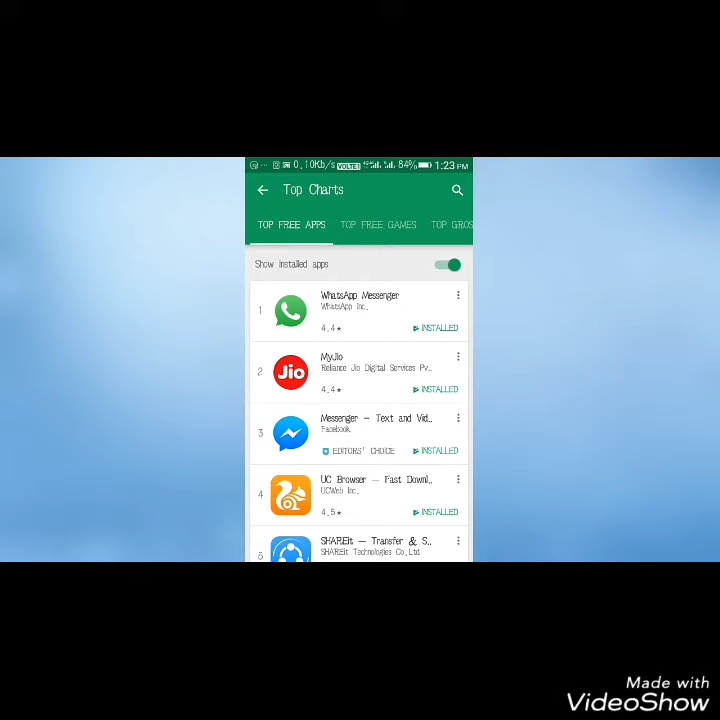 0.10Kb/s VOLTE 84% 1:23 PM
Top Charts
TOP FREE APPS TOP FREE GAMES TOP GROS
Show installed apps
1
WhatsApp Messenger
WhatsApp Inc.
4.4★ INSTALLED
2
Jio
MyJio
Reliance Jio Digital Services Pv..
4.4★ INSTALLED
3
Messenger – Text and Vid..
Facebook
EDITORS' CHOICE INSTALLED
4
UC Browser – Fast Downl..
UCWeb Inc.
4.5★ INSTALLED
5
SHAREit – Transfer & S..
SHAREit Technologies Co.Ltd
Made with
VideoShow